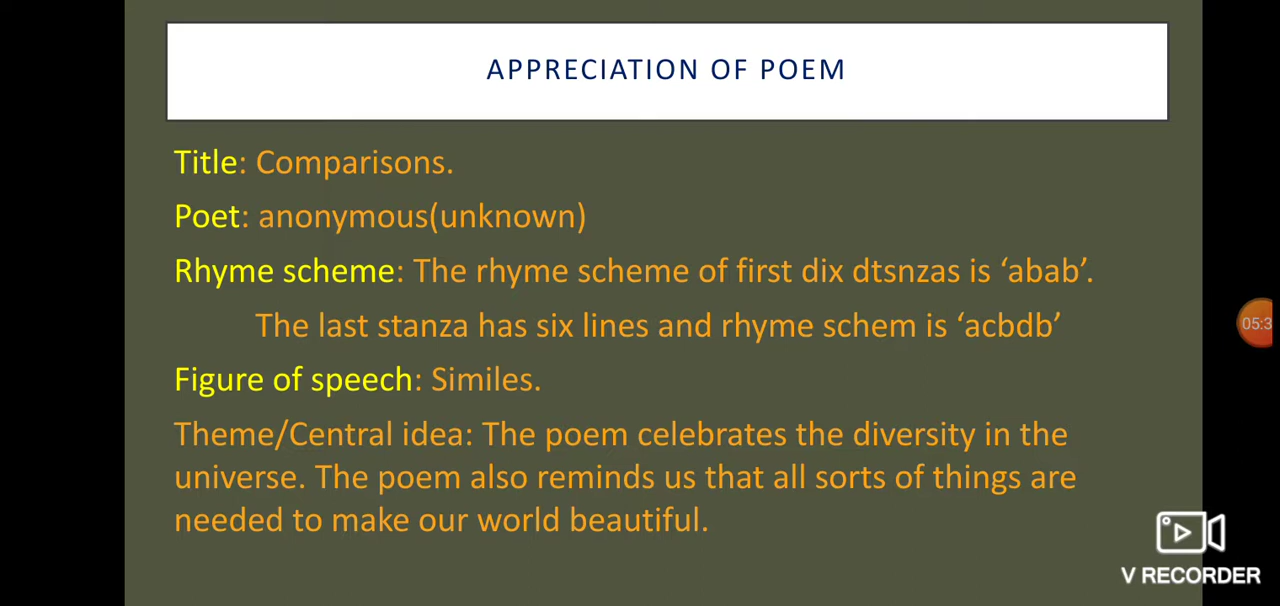 APPRECIATION OF POEM
Title: Comparisons.
Poet: anonymous(unknown)
Rhyme scheme: The rhyme scheme of first dix dtsnzas is ‘abab’.
The last stanza has six lines and rhyme schem is ‘acbdb’
05:3
Figure of speech: Similes.
Theme/Central idea: The poem celebrates the diversity in the
universe. The poem also reminds us that all sorts of things are
needed to make our world beautiful.
V RECORDER